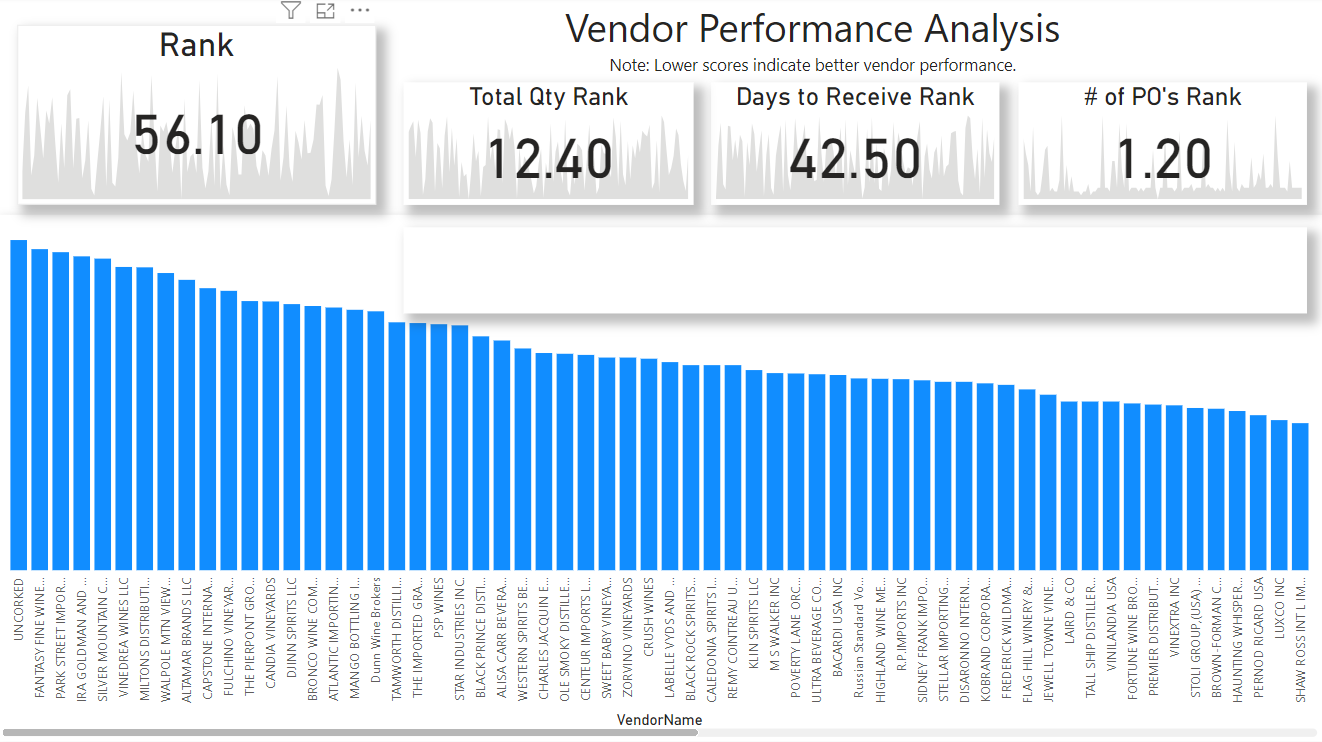 Rank
56.10
Vendor Performance Analysis
Note: Lower scores indicate better vendor performance.
Total Qty Rank
12.40
Days to Receive Rank
42.50
# of PO's Rank
1.20
UNCORKED
FANTASY FINE WINE...
PARK STREET IMPOR...
IRA GOLDMAN AND ...
SILVER MOUNTAIN C...
VINEDREA WINES LLC
MILTONS DISTRIBUTI...
WALPOLE MTN VIEW...
ALTAMAR BRANDS LLC
CAPSTONE INTERNA...
FULCHINO VINEYAR...
THE PIERPONT GRO...
CANDIA VINEYARDS
DJINN SPIRITS LLC
BRONCO WINE COM...
ATLANTIC IMPORTIN...
MANGO BOTTLING I...
Dunn Wine Brokers
TAMWORTH DISTILLI...
THE IMPORTED GRA...
PSP WINES
STAR INDUSTRIES INC.
BLACK PRINCE DISTI...
ALISA CARR BEVERA...
WESTERN SPIRITS BE...
CHARLES JACQUIN E...
OLE SMOKY DISTILLE...
CENTEUR IMPORTS L...
SWEET BABY VINEYA...
ZORVINO VINEYARDS
CRUSH WINES
LABELLE VYDS AND ...
BLACK ROCK SPIRITS...
CALEDONIA SPIRITS I...
REMY COINTREAU U...
KLIN SPIRITS LLC
M S WALKER INC
POVERTY LANE ORC...
ULTRA BEVERAGE CO...
BACARDI USA INC
Russian Standard Vo...
HIGHLAND WINE ME...
R.P.IMPORTS INC
SIDNEY FRANK IMPO...
STELLAR IMPORTING...
DISARONNO INTERN...
KOBRAND CORPORA...
FREDERICK WILDMA...
FLAG HILL WINERY &...
JEWELL TOWNE VINE...
LAIRD & CO
TALL SHIP DISTILLER...
VINILANDIA USA
FORTUNE WINE BRO...
PREMIER DISTRIBUT...
VINEXTRA INC
STOLI GROUP,(USA) ...
BROWN-FORMAN C...
HAUNTING WHISPER...
PERNOD RICARD USA
LUXCO INC
SHAW ROSS INT L IM...
VendorName